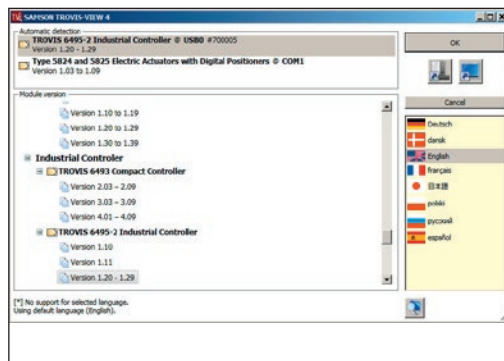 SAMSON TROVIS-VIEW 4
Automatic detection
TROVIS 6495-2 Industrial Controller @ USB0 #700005
Version 1.20 - 1.29
Type 5824 and 5825 Electric Actuators with Digital Positioners @ COM1
Version 1.03 to 1.09
Module version
Version 1.10 to 1.19
Version 1.20 to 1.29
Version 1.30 to 1.39
Industrial Controler
TROVIS 6493 Compact Controller
Version 2.03 - 2.09
Version 3.03 - 3.09
Version 4.01 - 4.09
TROVIS 6495-2 Industrial Controller
Version 1.10
Version 1.11
Version 1.20 - 1.29
[*] No support for selected language.
Using default language (English).
OK
Cancel
Deutsch
dansk
English
français
日本語
polski
русский
español